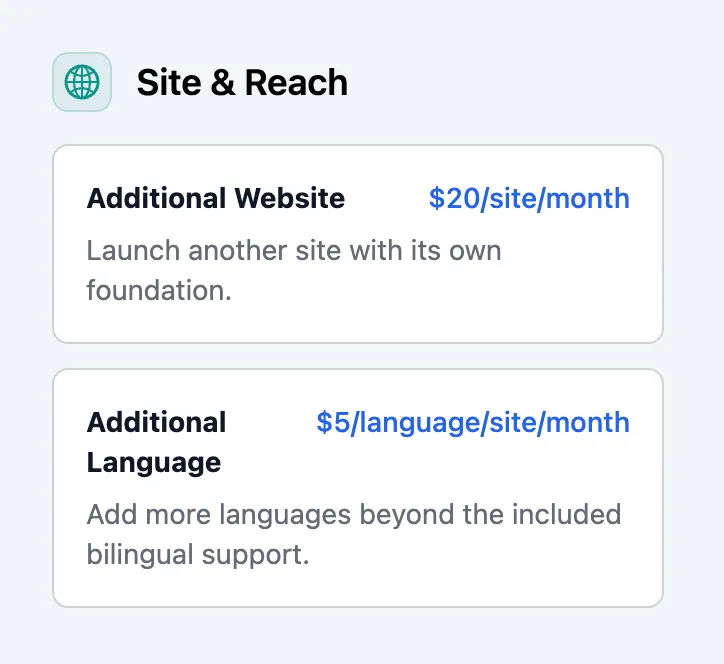 Site & Reach
Additional Website $20/site/month
Launch another site with its own
foundation.
Additional $5/language/site/month
Language
Add more languages beyond the included
bilingual support.